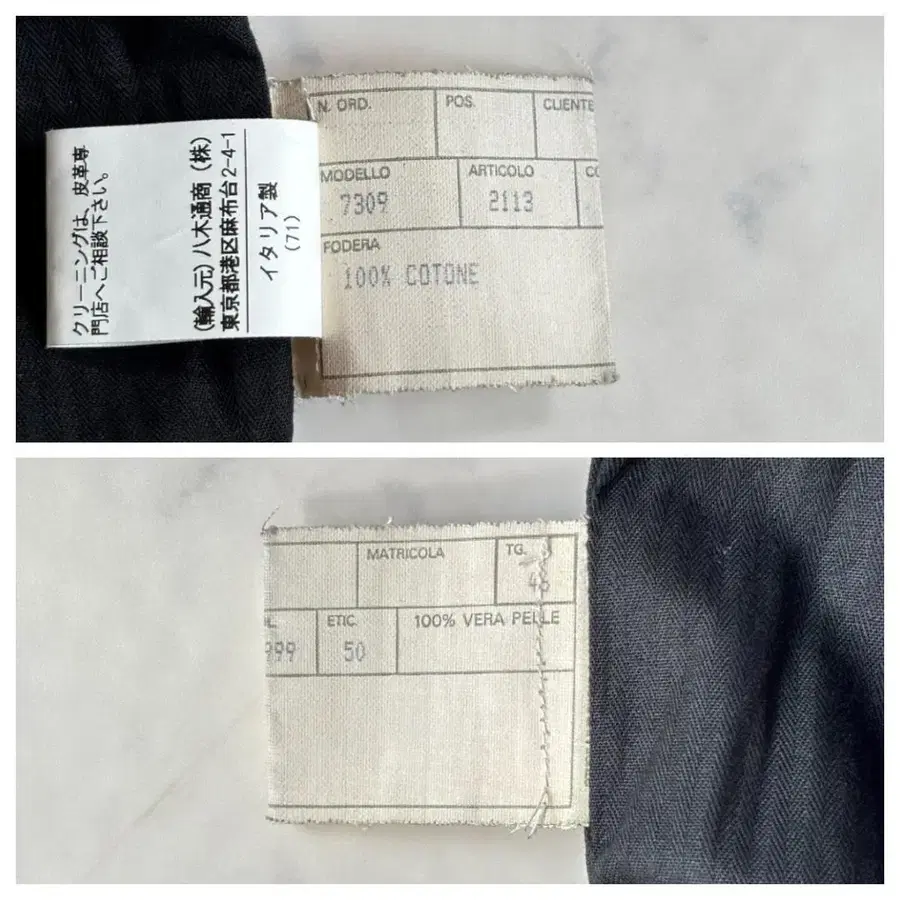 クリーニングは、皮革専
門店へご相談下さい。
(輸入元) 八木通商 (株)
東京都港区麻布台2-4-1
イタリア製
(71)
N. ORD. POS. CLIENTE
MODELLO ARTICOLO
7309 2113
FODERA
100% COTONE
MATRICOLA TG.
ETIC. 100% VERA PELLE
999 50